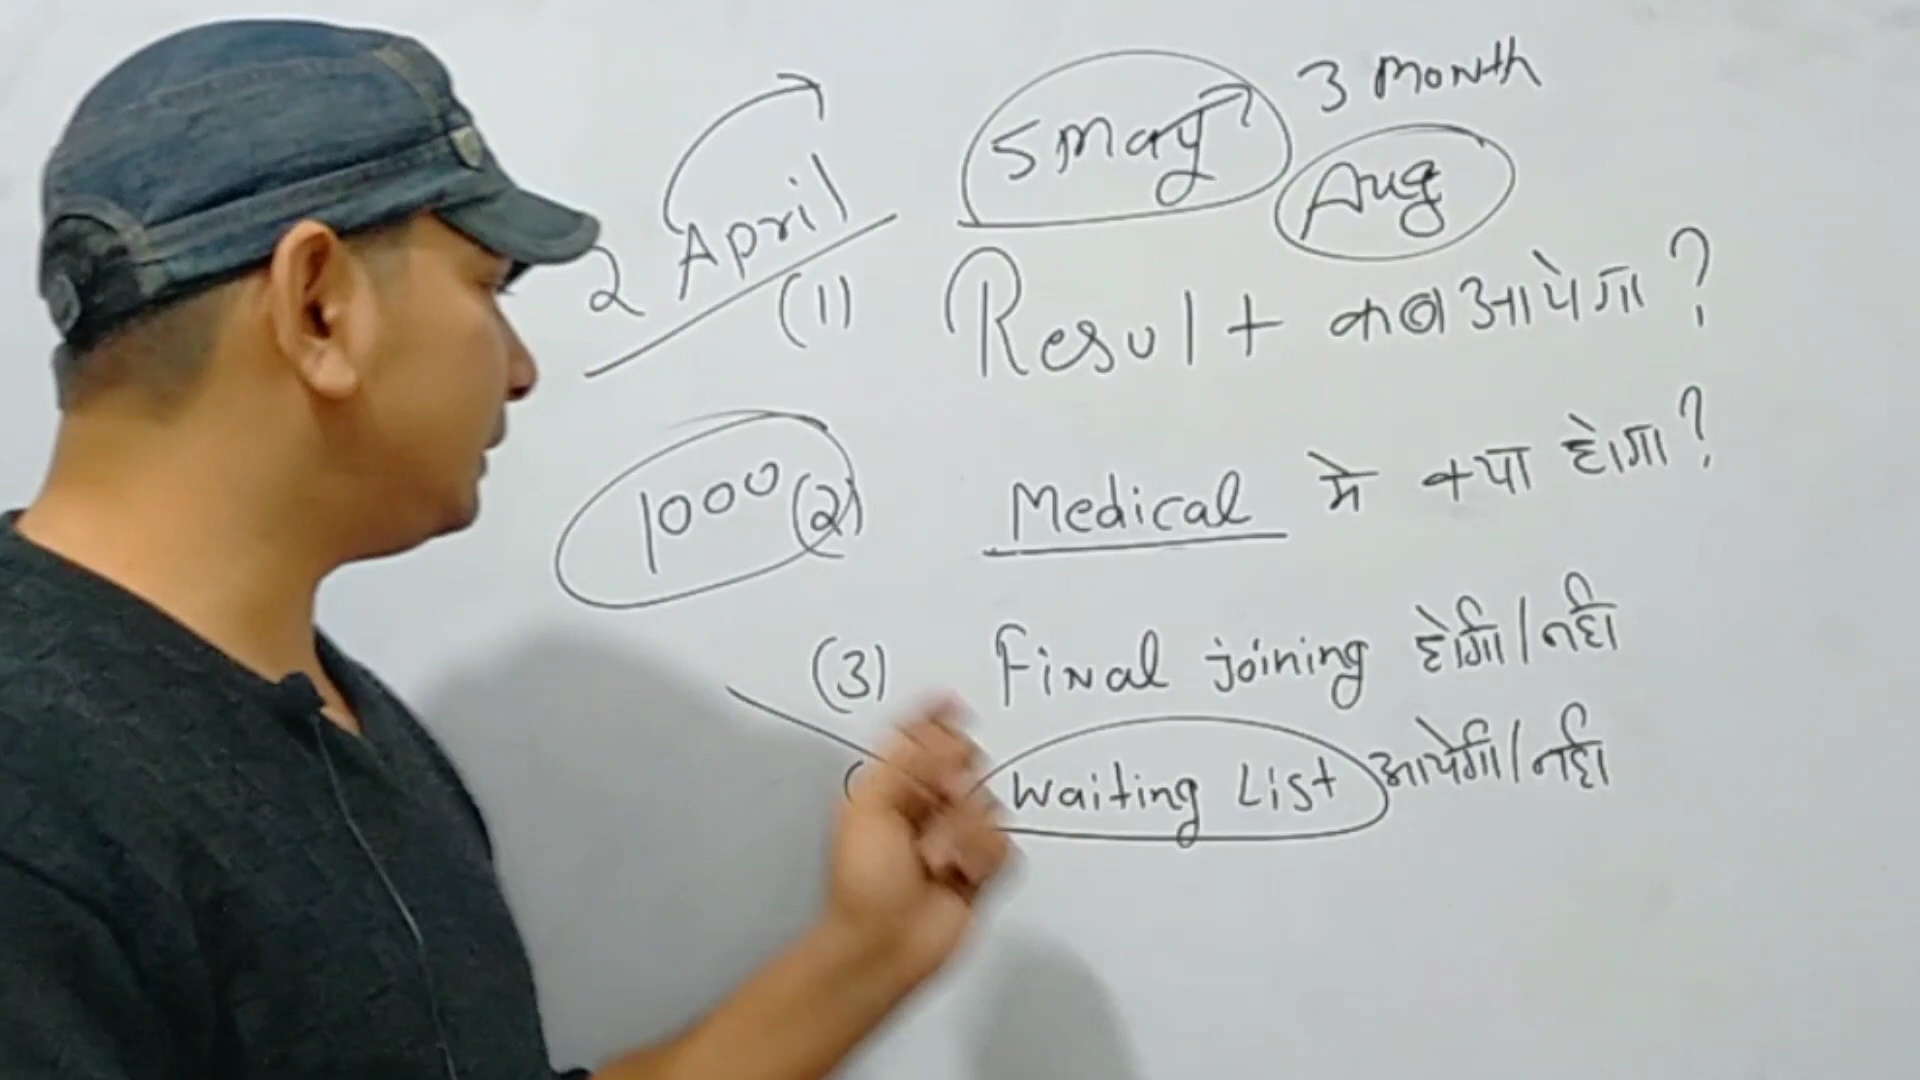 3 Month
5 May
2 April
Aug
(1) Result कब आयेगा ?
1000
(2) Medical मे क्या होगा ?
(3) Final joining होगी / नही
( Waiting List आयेगी / नही